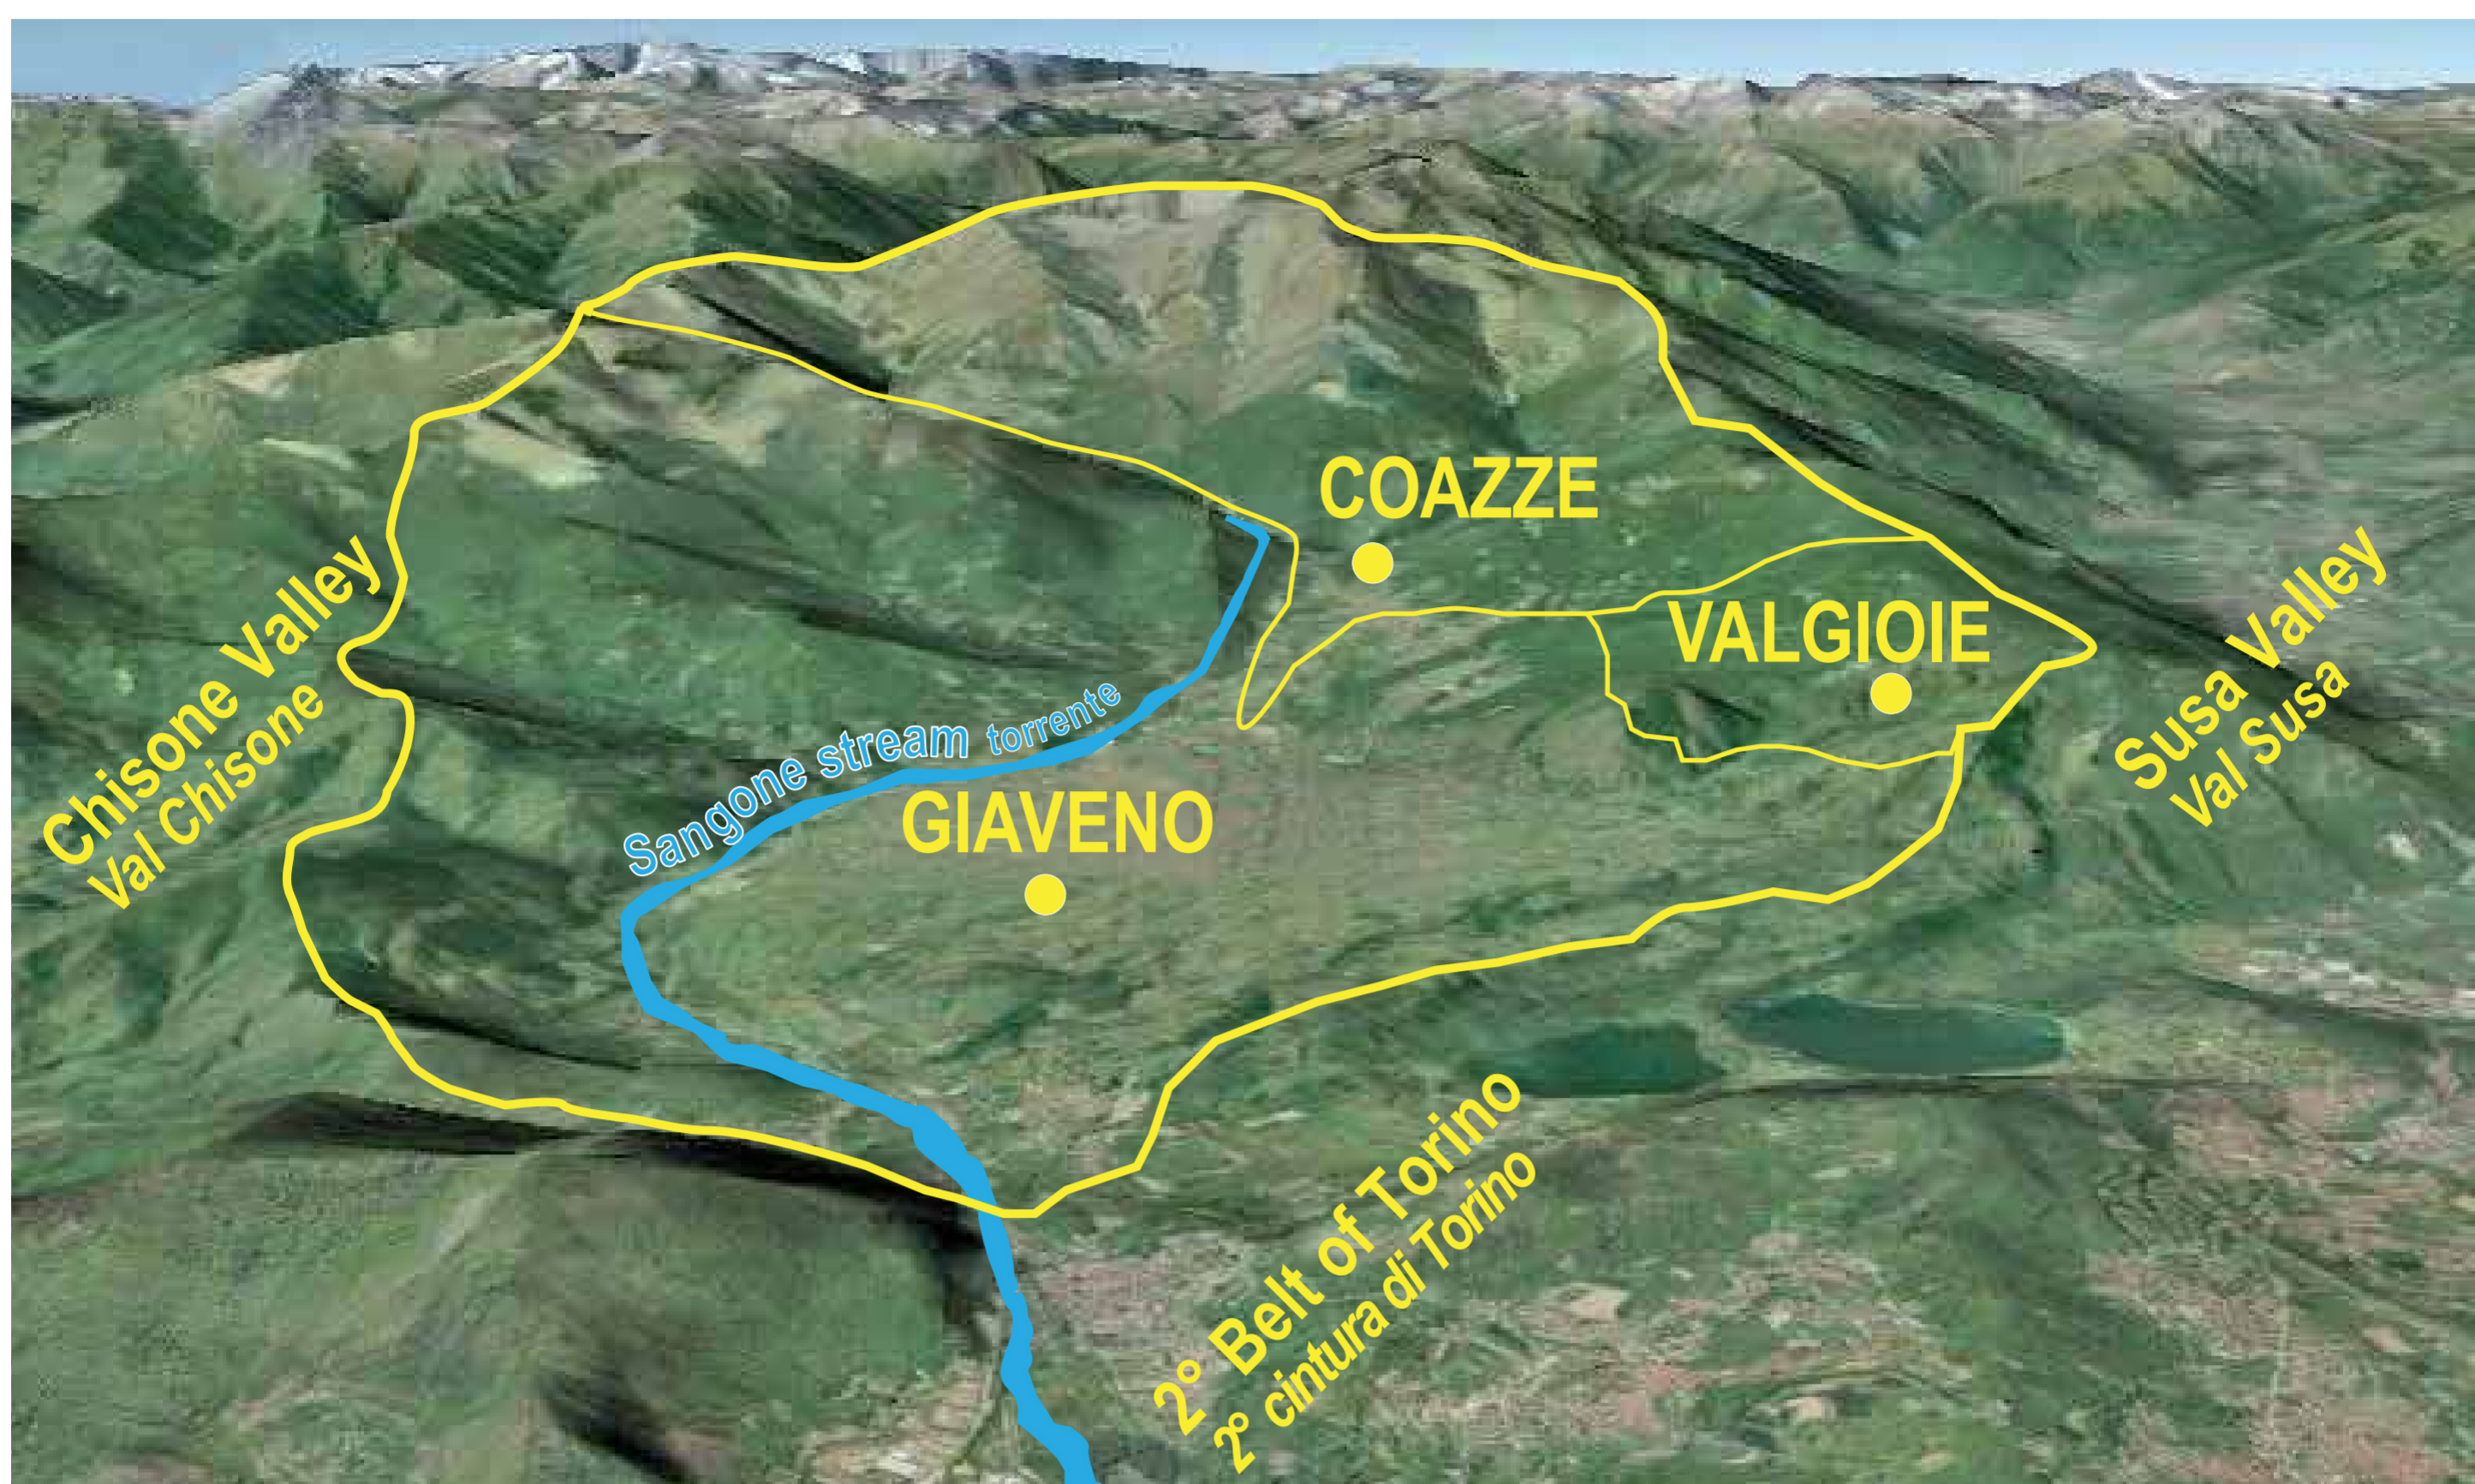 COAZZE
VALGIOIE
Chisone Valley
Val Chisone
Susa Valley
Val Susa
Sangone stream torrente
GIAVENO
2° Belt of Torino
2° cintura di Torino